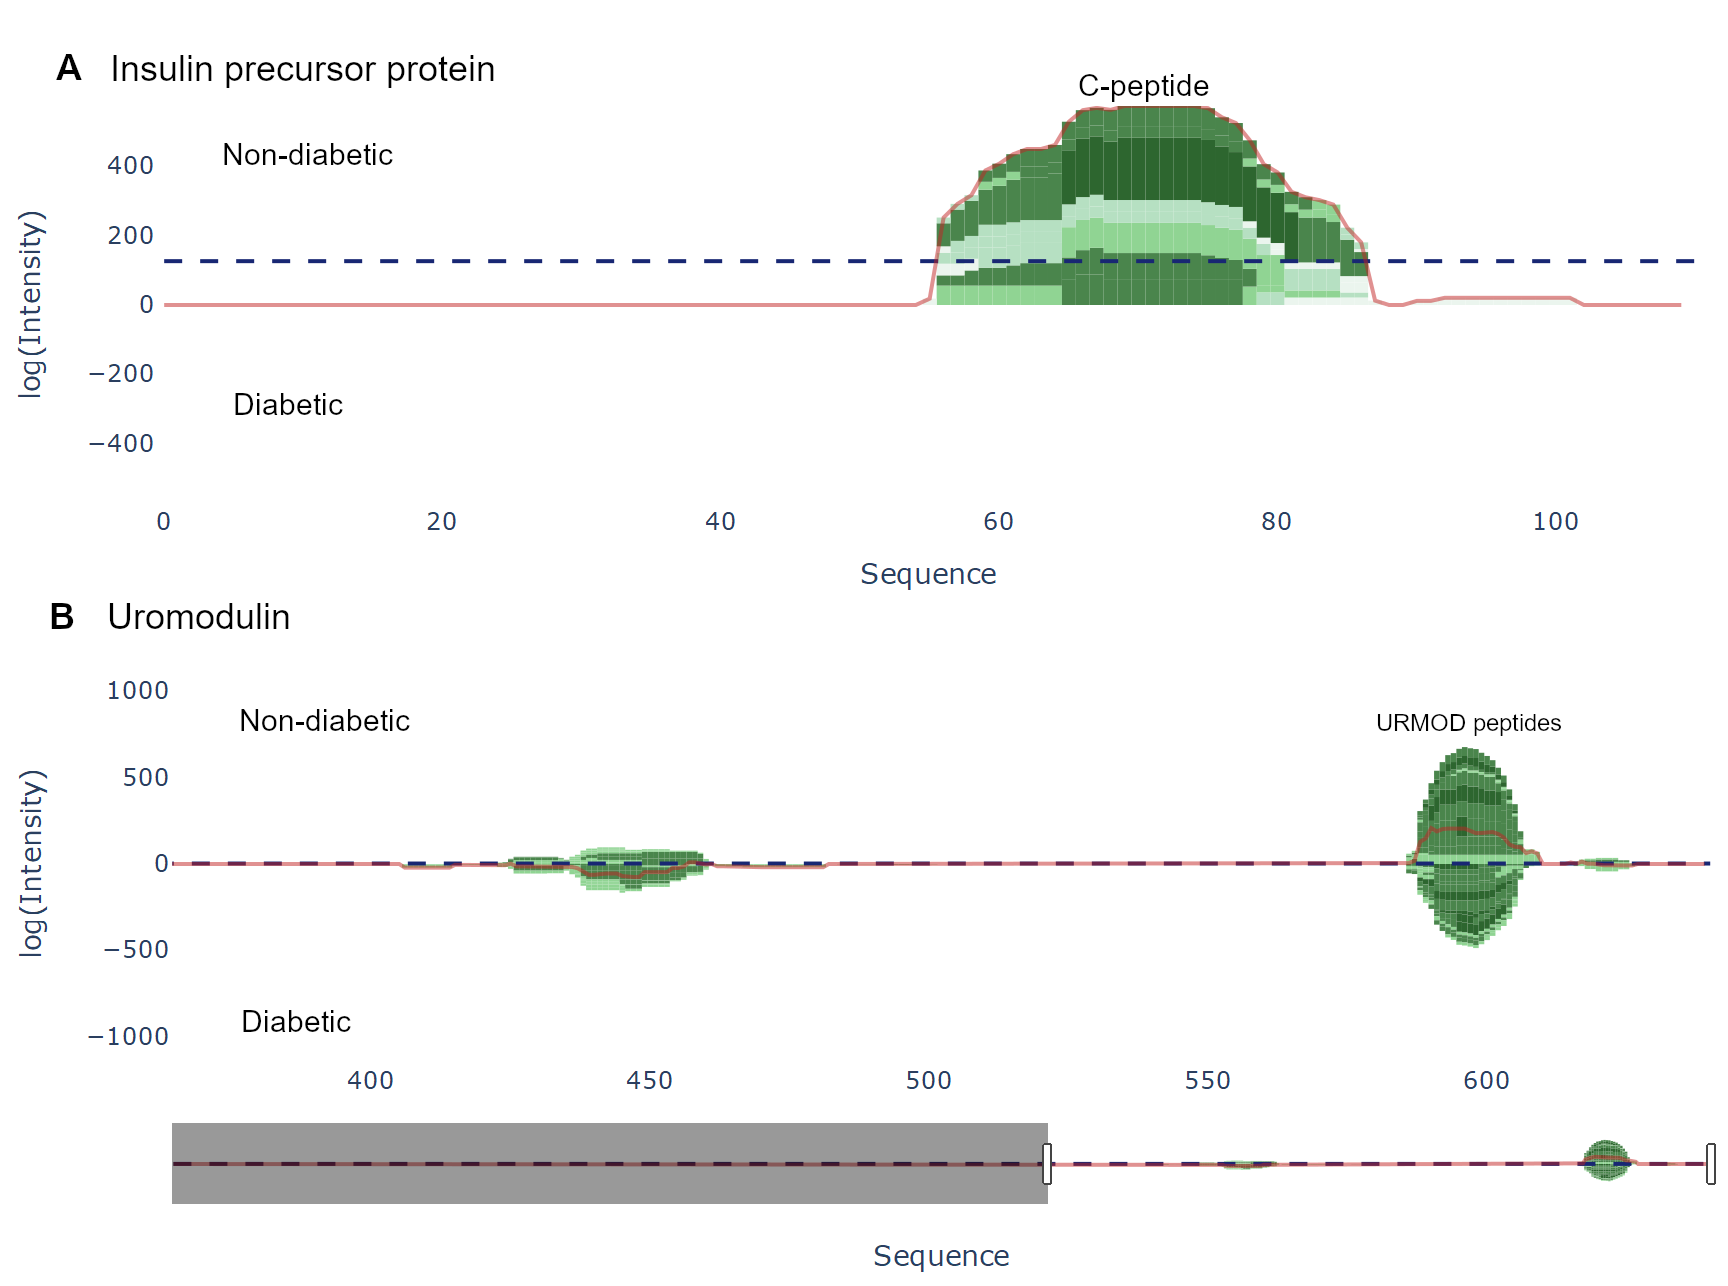 A Insulin precursor protein
C-peptide
Non-diabetic
400
200
0
−200
−400
log(Intensity)
Diabetic
0 20 40 60 80 100
Sequence
B Uromodulin
1000
Non-diabetic
URMOD peptides
500
0
−500
−1000
log(Intensity)
Diabetic
400 450 500 550 600
Sequence